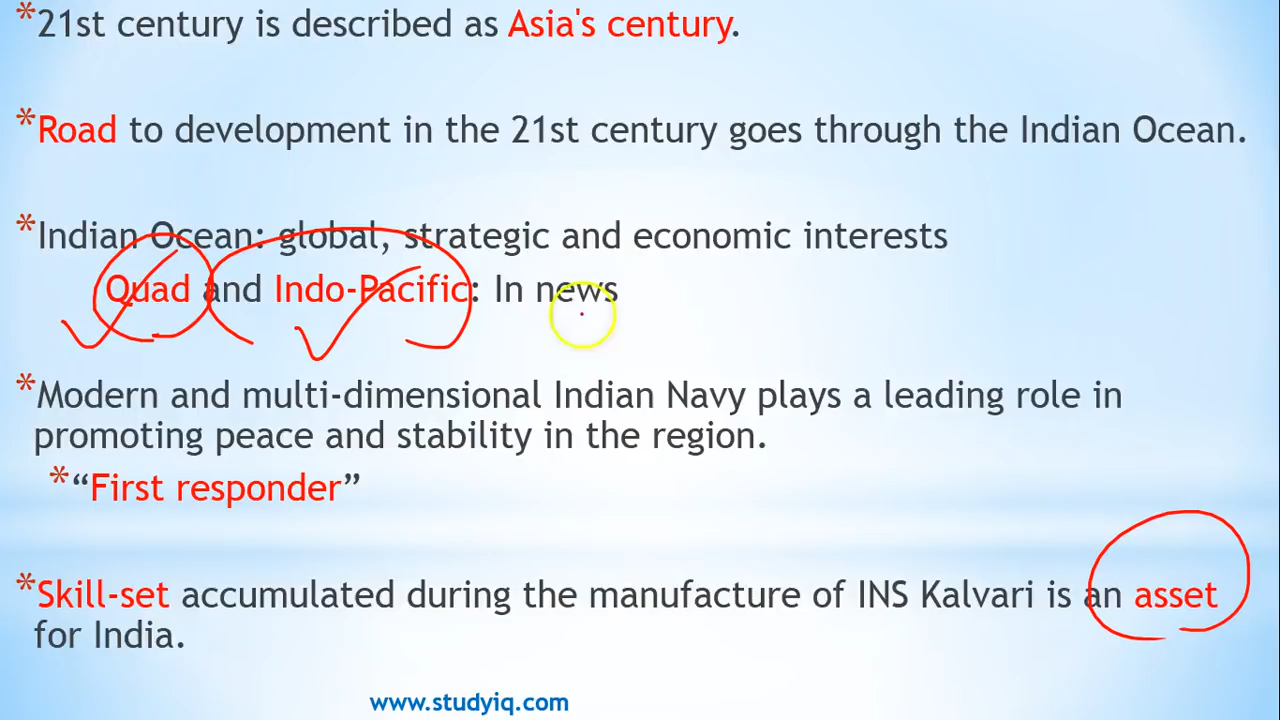 *21st century is described as Asia's century.
*Road to development in the 21st century goes through the Indian Ocean.
*Indian Ocean: global, strategic and economic interests
Quad and Indo-Pacific: In news
*Modern and multi-dimensional Indian Navy plays a leading role in
promoting peace and stability in the region.
*“First responder”
*Skill-set accumulated during the manufacture of INS Kalvari is an asset
for India.
www.studyiq.com